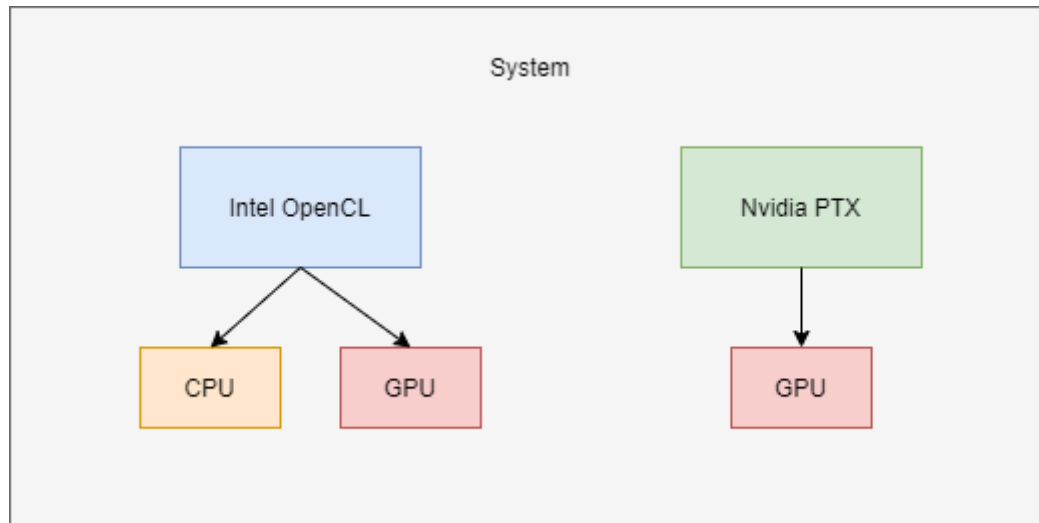 System
Intel OpenCL
Nvidia PTX
CPU
GPU
GPU